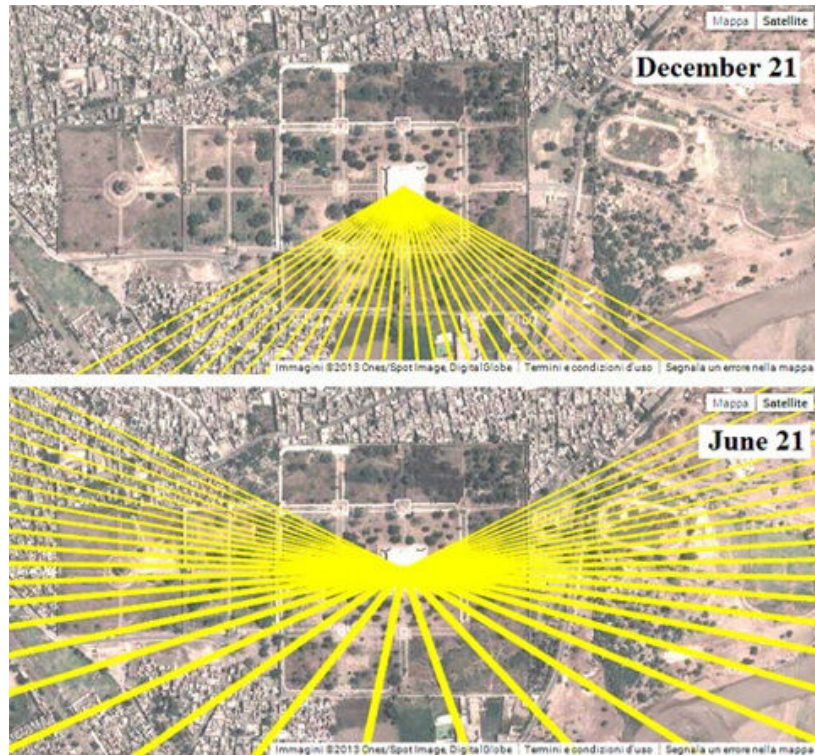 Mappa Satellite
December 21
Immagini ©2013 Cnes/Spot Image, DigitalGlobe Termini e condizioni d'uso Segnala un errore nella mappa
Mappa Satellite
June 21
Immagini ©2013 Cnes/Spot Image, DigitalGlobe Termini e condizioni d'uso Segnala un errore nella mappa